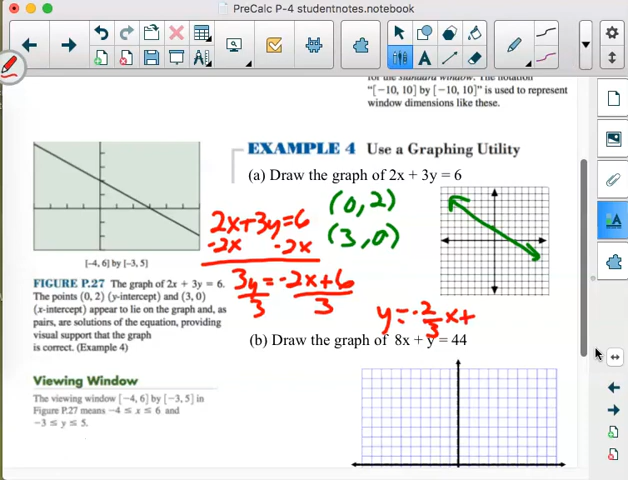 PreCalc P-4 studentnotes.notebook
for the standard window. The notation
"[−10, 10] by [−10, 10]" is used to represent
window dimensions like these.
EXAMPLE 4 Use a Graphing Utility
(a) Draw the graph of 2x + 3y = 6
(0, 2)
(3, 0)
2x+3y=6
-2x -2x
3y = -2x+6
3 3
y = -2/3 x+
[−4, 6] by [−3, 5]
FIGURE P.27 The graph of 2x + 3y = 6.
The points (0, 2) (y-intercept) and (3, 0)
(x-intercept) appear to lie on the graph and, as
pairs, are solutions of the equation, providing
visual support that the graph
is correct. (Example 4)
Viewing Window
The viewing window [−4, 6] by [−3, 5] in
Figure P.27 means −4 ≤ x ≤ 6 and
−3 ≤ y ≤ 5.
(b) Draw the graph of 8x + y = 44